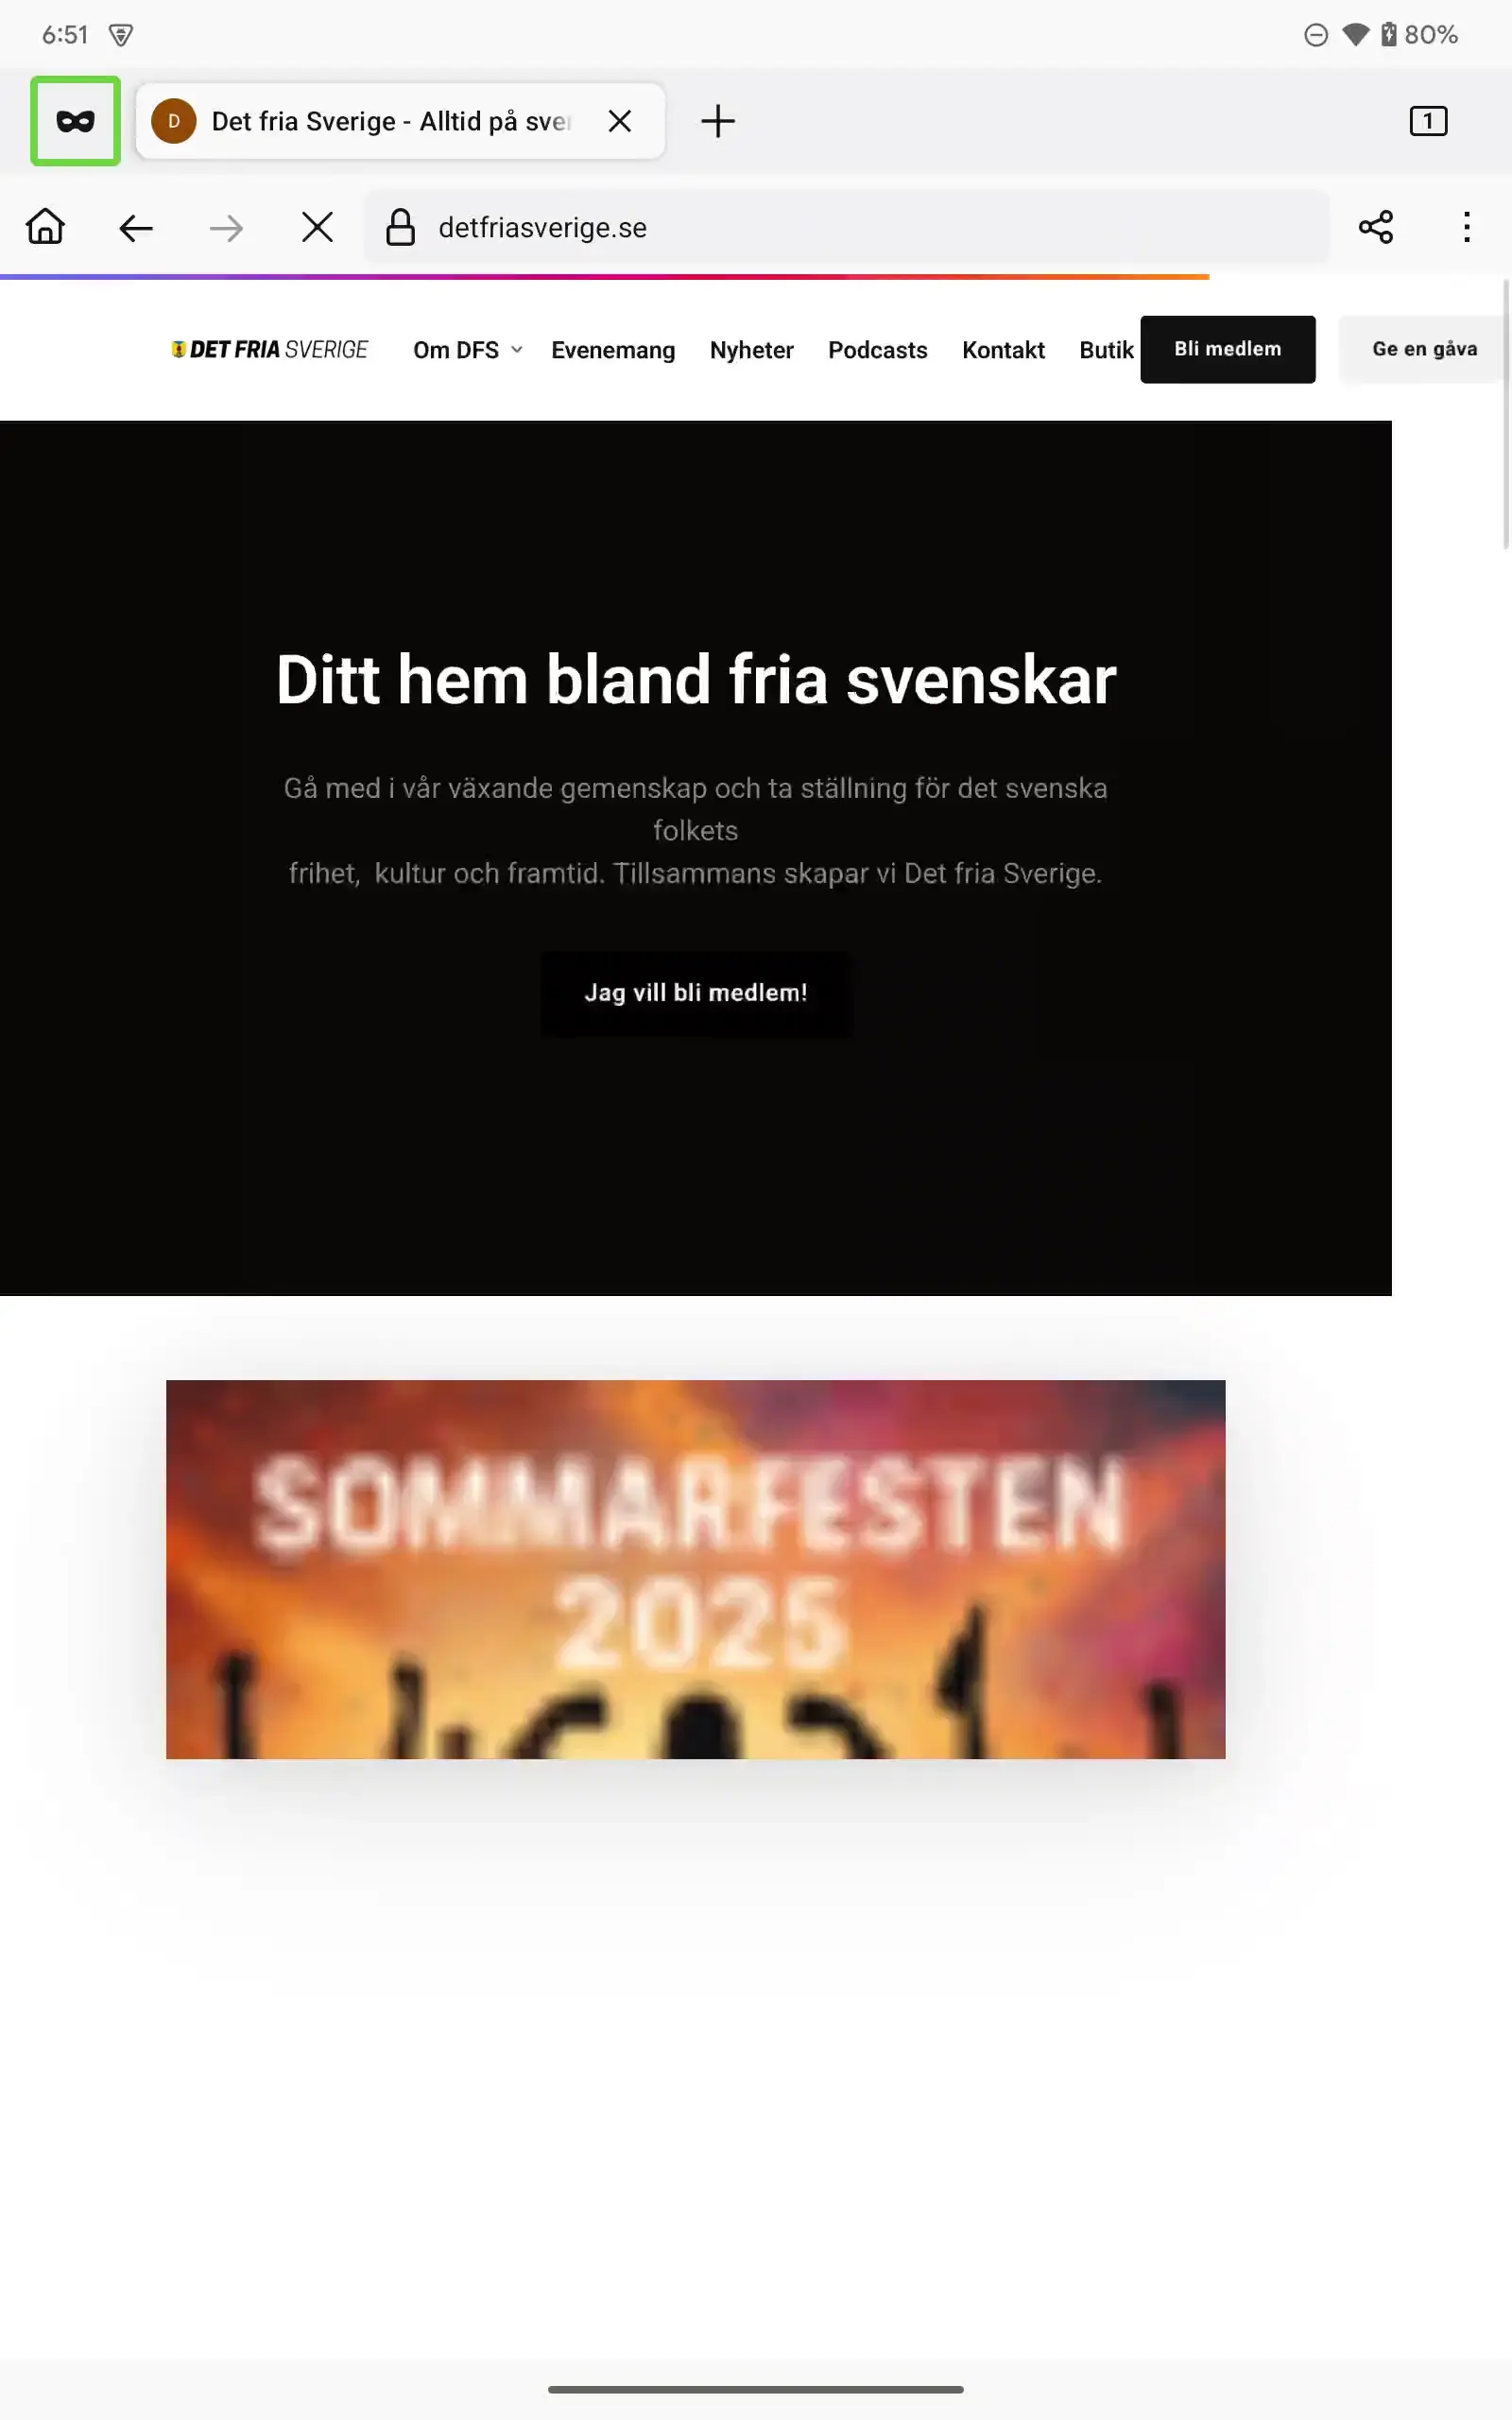 6:51
80%
D
Det fria Sverige - Alltid på
1
detfriasverige.se
DET FRIA SVERIGE
Om DFS
Evenemang
Nyheter
Podcasts
Kontakt
Butik
Bli medlem
Ge en gåva
Ditt hem bland fria svenskar
Gå med i vår växande gemenskap och ta ställning för det svenska
folkets
frihet, kultur och framtid. Tillsammans skapar vi Det fria Sverige.
Jag vill bli medlem!
SOMMARFESTEN
2025